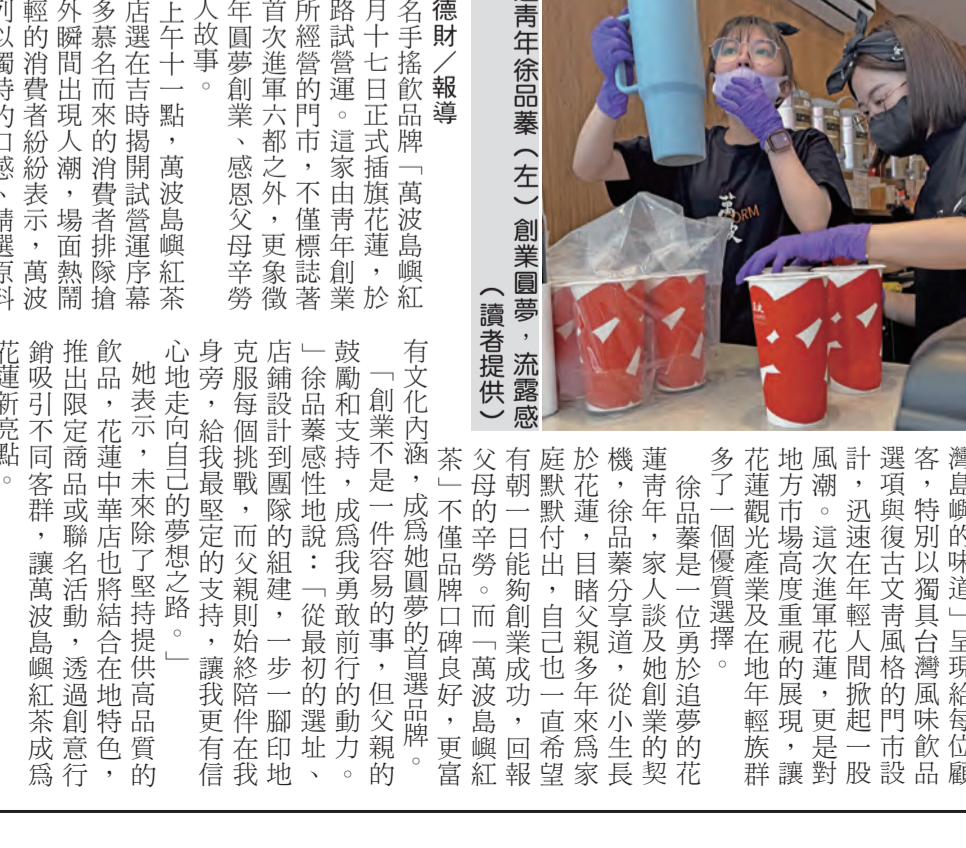 青年徐品蓁（左）創業圓夢，流露感
（讀者提供）
德財／報導
名手搖飲品牌「萬波島嶼紅
月十七日正式插旗花蓮，於
路試營運。這家由青年創業
所經營的門市，不僅標誌著
首次進軍六都之外，更象徵
年圓夢創業、感恩父母辛勞
人故事。
上午十一點，萬波島嶼紅茶
店選在吉時揭開試營運序幕
多慕名而來的消費者排隊搶
外瞬間出現人潮，場面熱鬧
輕的消費者紛紛表示，萬波
列以獨特的口感、精選原料
灣島嶼的味道」呈現給每位顧
客，特別以獨具台灣風味飲品
選項與復古文青風格的門市設
計，迅速在年輕人間掀起一股
風潮。這次進軍花蓮，更是對
地方市場高度重視的展現，讓
花蓮觀光產業及在地年輕族群
多了一個優質選擇。
徐品蓁是一位勇於追夢的花
蓮青年，家人談及她創業的契
機，徐品蓁分享道，從小生長
於花蓮，目睹父親多年來為家
庭默默付出，自己也一直希望
有朝一日能夠創業成功，回報
父母的辛勞。而「萬波島嶼紅
茶」不僅品牌口碑良好，更富
有文化內涵，成為她圓夢的首選品牌。
「創業不是一件容易的事，但父親的
鼓勵和支持，成為我勇敢前行的動力。
」徐品蓁感性地說：「從最初的選址、
店鋪設計到團隊的組建，一步一腳印地
克服每個挑戰，而父親則始終陪伴在我
身旁，給我最堅定的支持，讓我更有信
心地走向自己的夢想之路。」
她表示，未來除了堅持提供高品質的
飲品，花蓮中華店也將結合在地特色，
推出限定商品或聯名活動，透過創意行
銷吸引不同客群，讓萬波島嶼紅茶成為
花蓮新亮點。